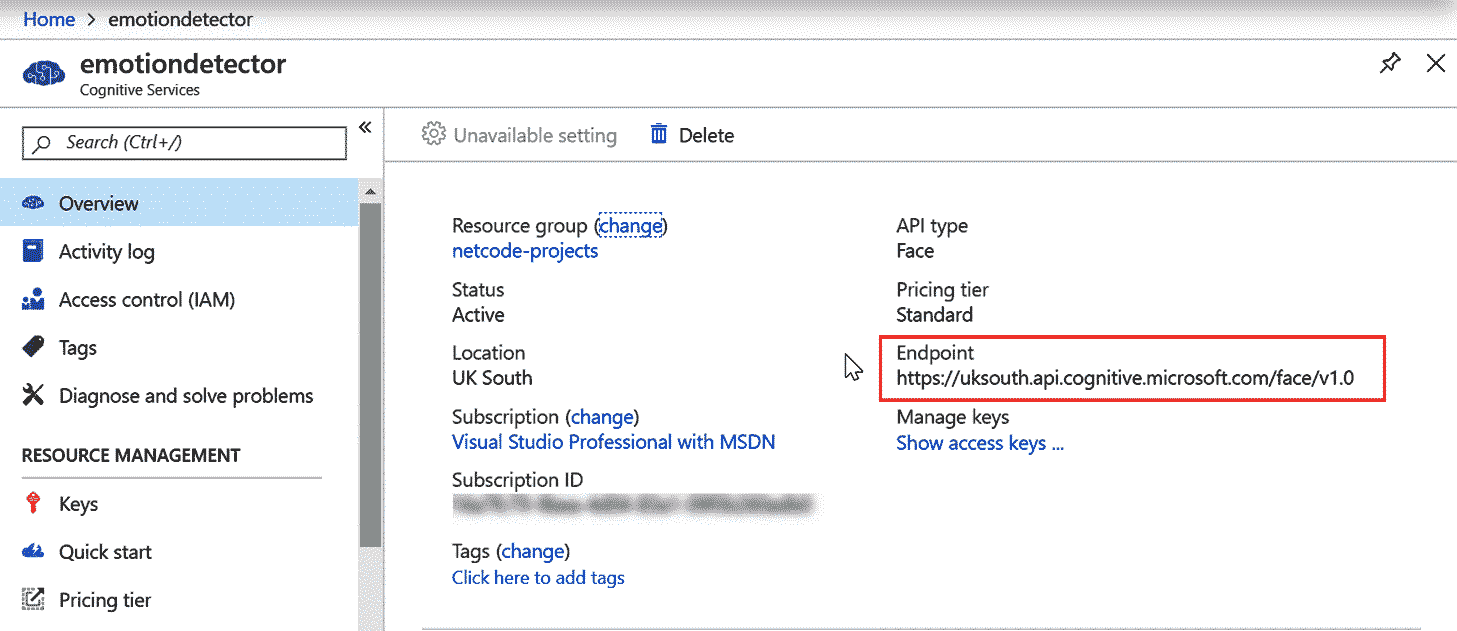 Home > emotiondetector
emotiondetector
Cognitive Services
Search (Ctrl+/)
«
Overview
Activity log
Access control (IAM)
Tags
Diagnose and solve problems
RESOURCE MANAGEMENT
Keys
Quick start
Pricing tier
Unavailable setting
Delete
Resource group (change)
netcode-projects
Status
Active
Location
UK South
Subscription (change)
Visual Studio Professional with MSDN
Subscription ID
Tags (change)
Click here to add tags
API type
Face
Pricing tier
Standard
Endpoint
https://uksouth.api.cognitive.microsoft.com/face/v1.0
Manage keys
Show access keys ...